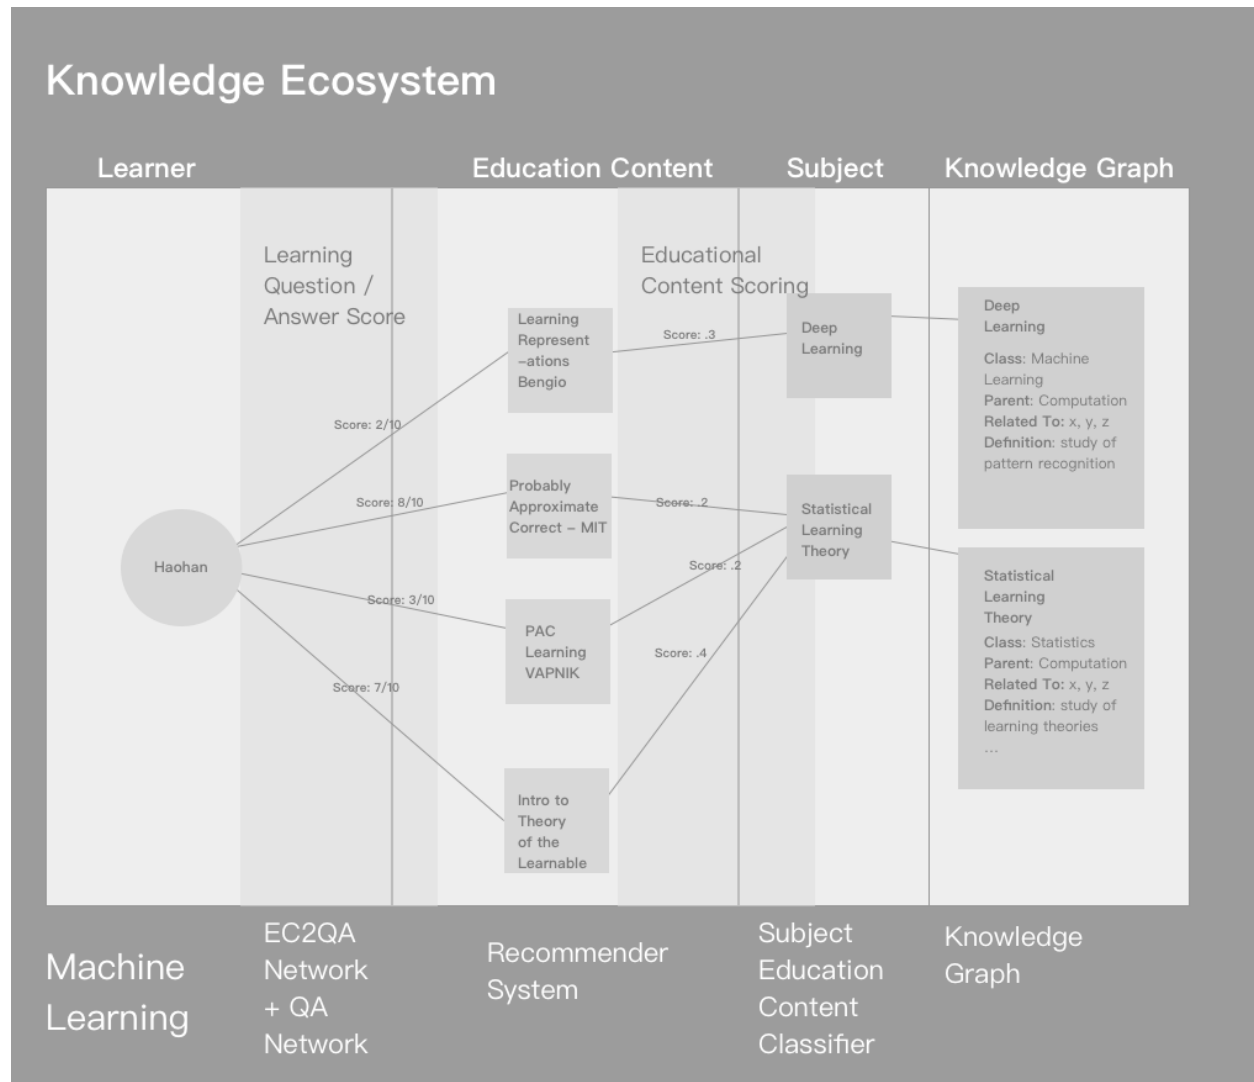 Knowledge Ecosystem
Learner
Education Content
Subject
Knowledge Graph
Learning
Question /
Answer Score
Educational
Content Scoring
Haohan
Score: 2/10
Score: 8/10
Score: 3/10
Score: 7/10
Learning
Represent
-ations
Bengio
Probably
Approximate
Correct - MIT
PAC
Learning
VAPNIK
Intro to
Theory
of the
Learnable
Score: .3
Score: .2
Score: .2
Score: .4
Deep
Learning
Statistical
Learning
Theory
Deep
Learning
Class: Machine
Learning
Parent: Computation
Related To: x, y, z
Definition: study of
pattern recognition
Statistical
Learning
Theory
Class: Statistics
Parent: Computation
Related To: x, y, z
Definition: study of
learning theories
...
Machine
Learning
EC2QA
Network
+ QA
Network
Recommender
System
Subject
Education
Content
Classifier
Knowledge
Graph